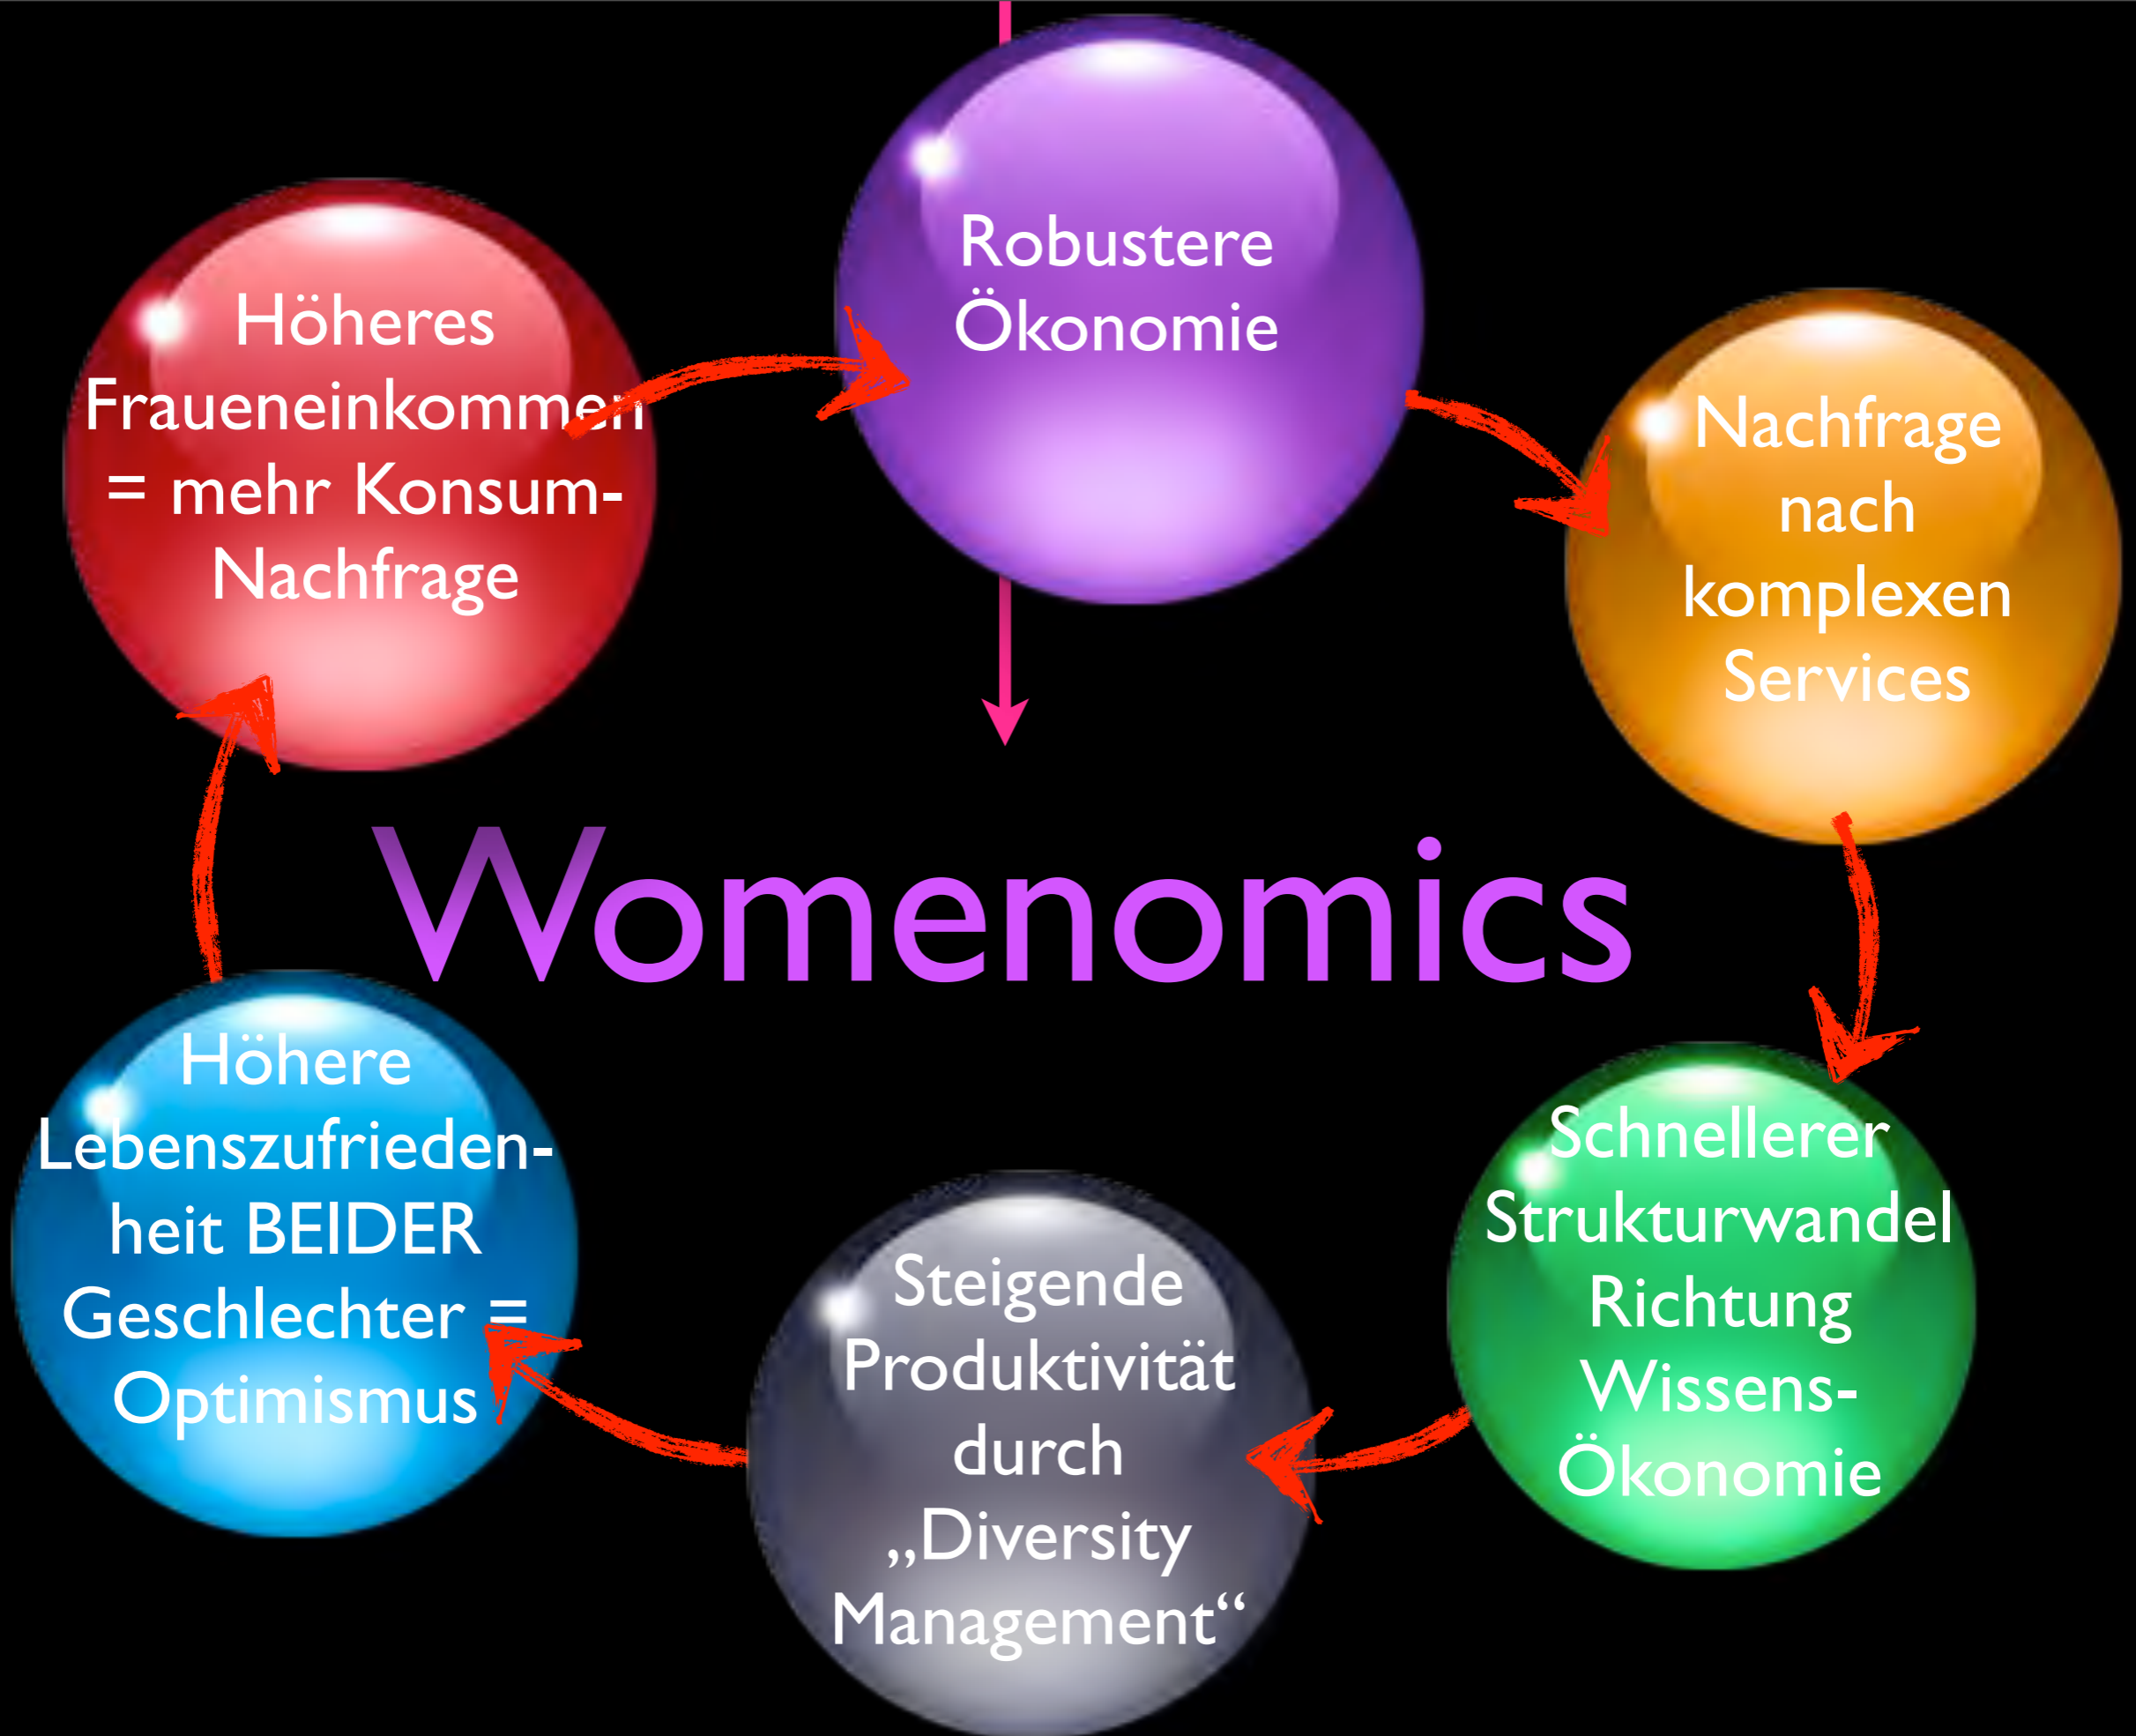 Robustere
Ökonomie
Höheres
Fraueneinkommen
= mehr Konsum-
Nachfrage
Nachfrage
nach
komplexen
Services
Womenomics
Höhere
Lebenszufrieden-
heit BEIDER
Geschlechter =
Optimismus
Steigende
Produktivität
durch
„Diversity
Management“
Schnellerer
Strukturwandel
Richtung
Wissens-
Ökonomie